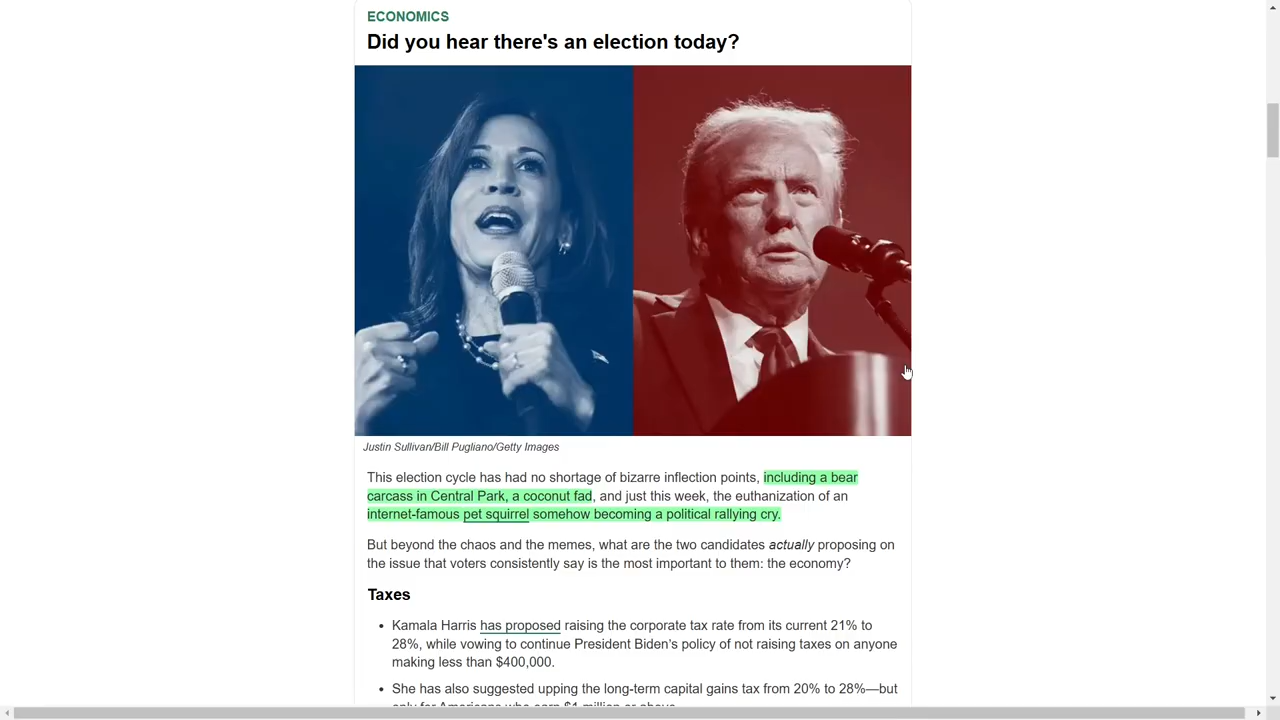 ECONOMICS
Did you hear there's an election today?
Justin Sullivan/Bill Pugliano/Getty Images
This election cycle has had no shortage of bizarre inflection points, including a bear
carcass in Central Park, a coconut fad, and just this week, the euthanization of an
internet-famous pet squirrel somehow becoming a political rallying cry.
But beyond the chaos and the memes, what are the two candidates actually proposing on
the issue that voters consistently say is the most important to them: the economy?
Taxes
• Kamala Harris has proposed raising the corporate tax rate from its current 21% to
28%, while vowing to continue President Biden's policy of not raising taxes on anyone
making less than $400,000.
• She has also suggested upping the long-term capital gains tax from 20% to 28%—but
only for Americans who earn $1 million or above.